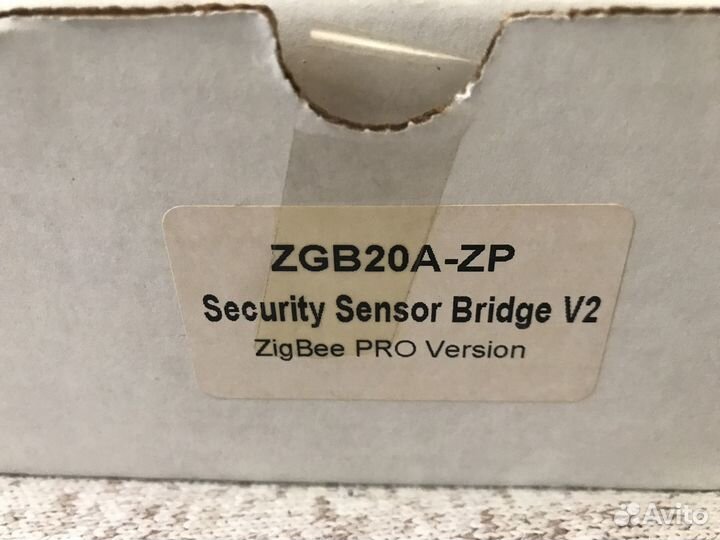 ZGB20A-ZP
Security Sensor Bridge V2
ZigBee PRO Version
Avito